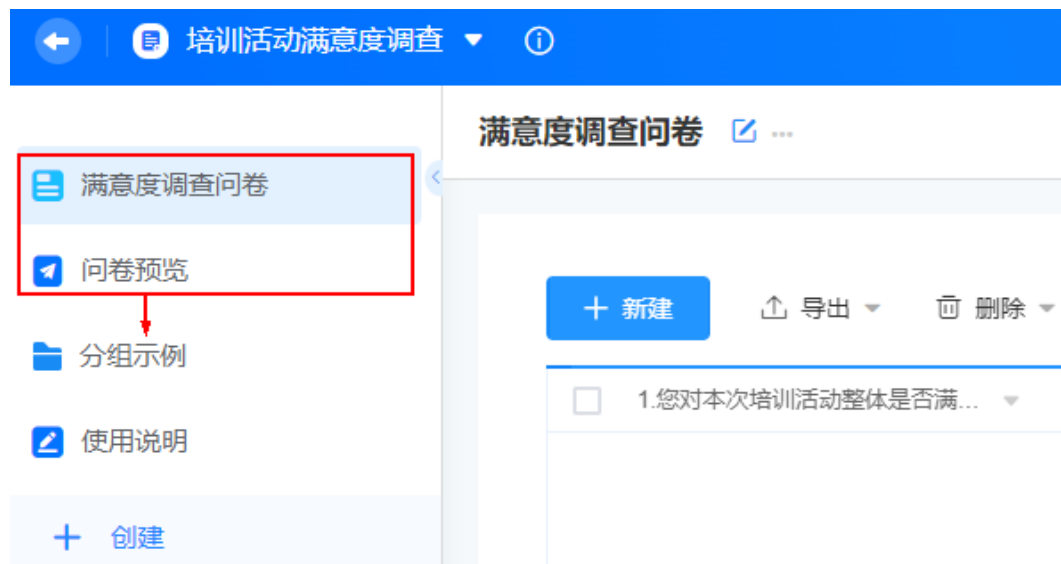 培训活动满意度调查
满意度调查问卷
满意度调查问卷
问卷预览
新建 导出 删除
分组示例
1.您对本次培训活动整体是否满...
使用说明
创建